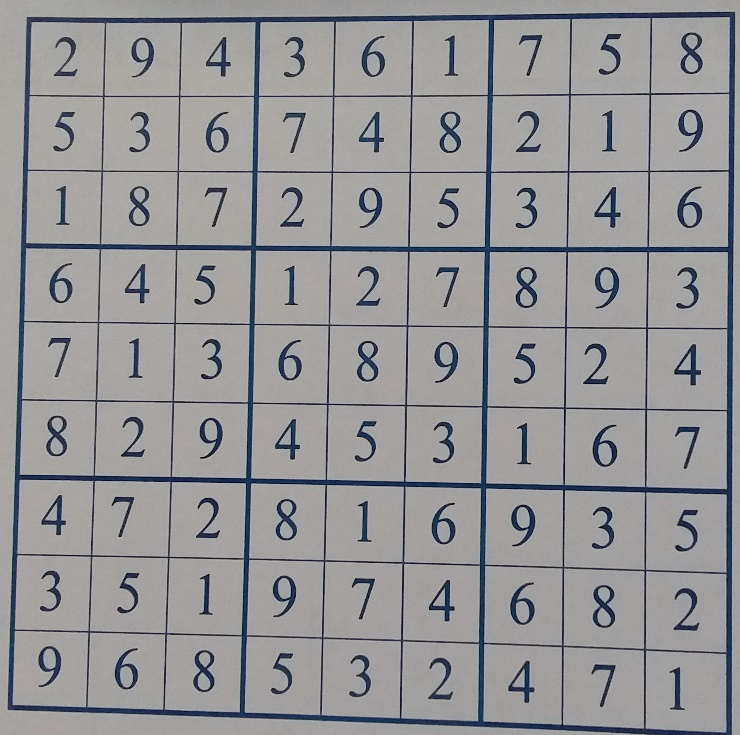 2 9 4 3 6 1 7 5 8
5 3 6 7 4 8 2 1 9
1 8 7 2 9 5 3 4 6
6 4 5 1 2 7 8 9 3
7 1 3 6 8 9 5 2 4
8 2 9 4 5 3 1 6 7
4 7 2 8 1 6 9 3 5
3 5 1 9 7 4 6 8 2
9 6 8 5 3 2 4 7 1